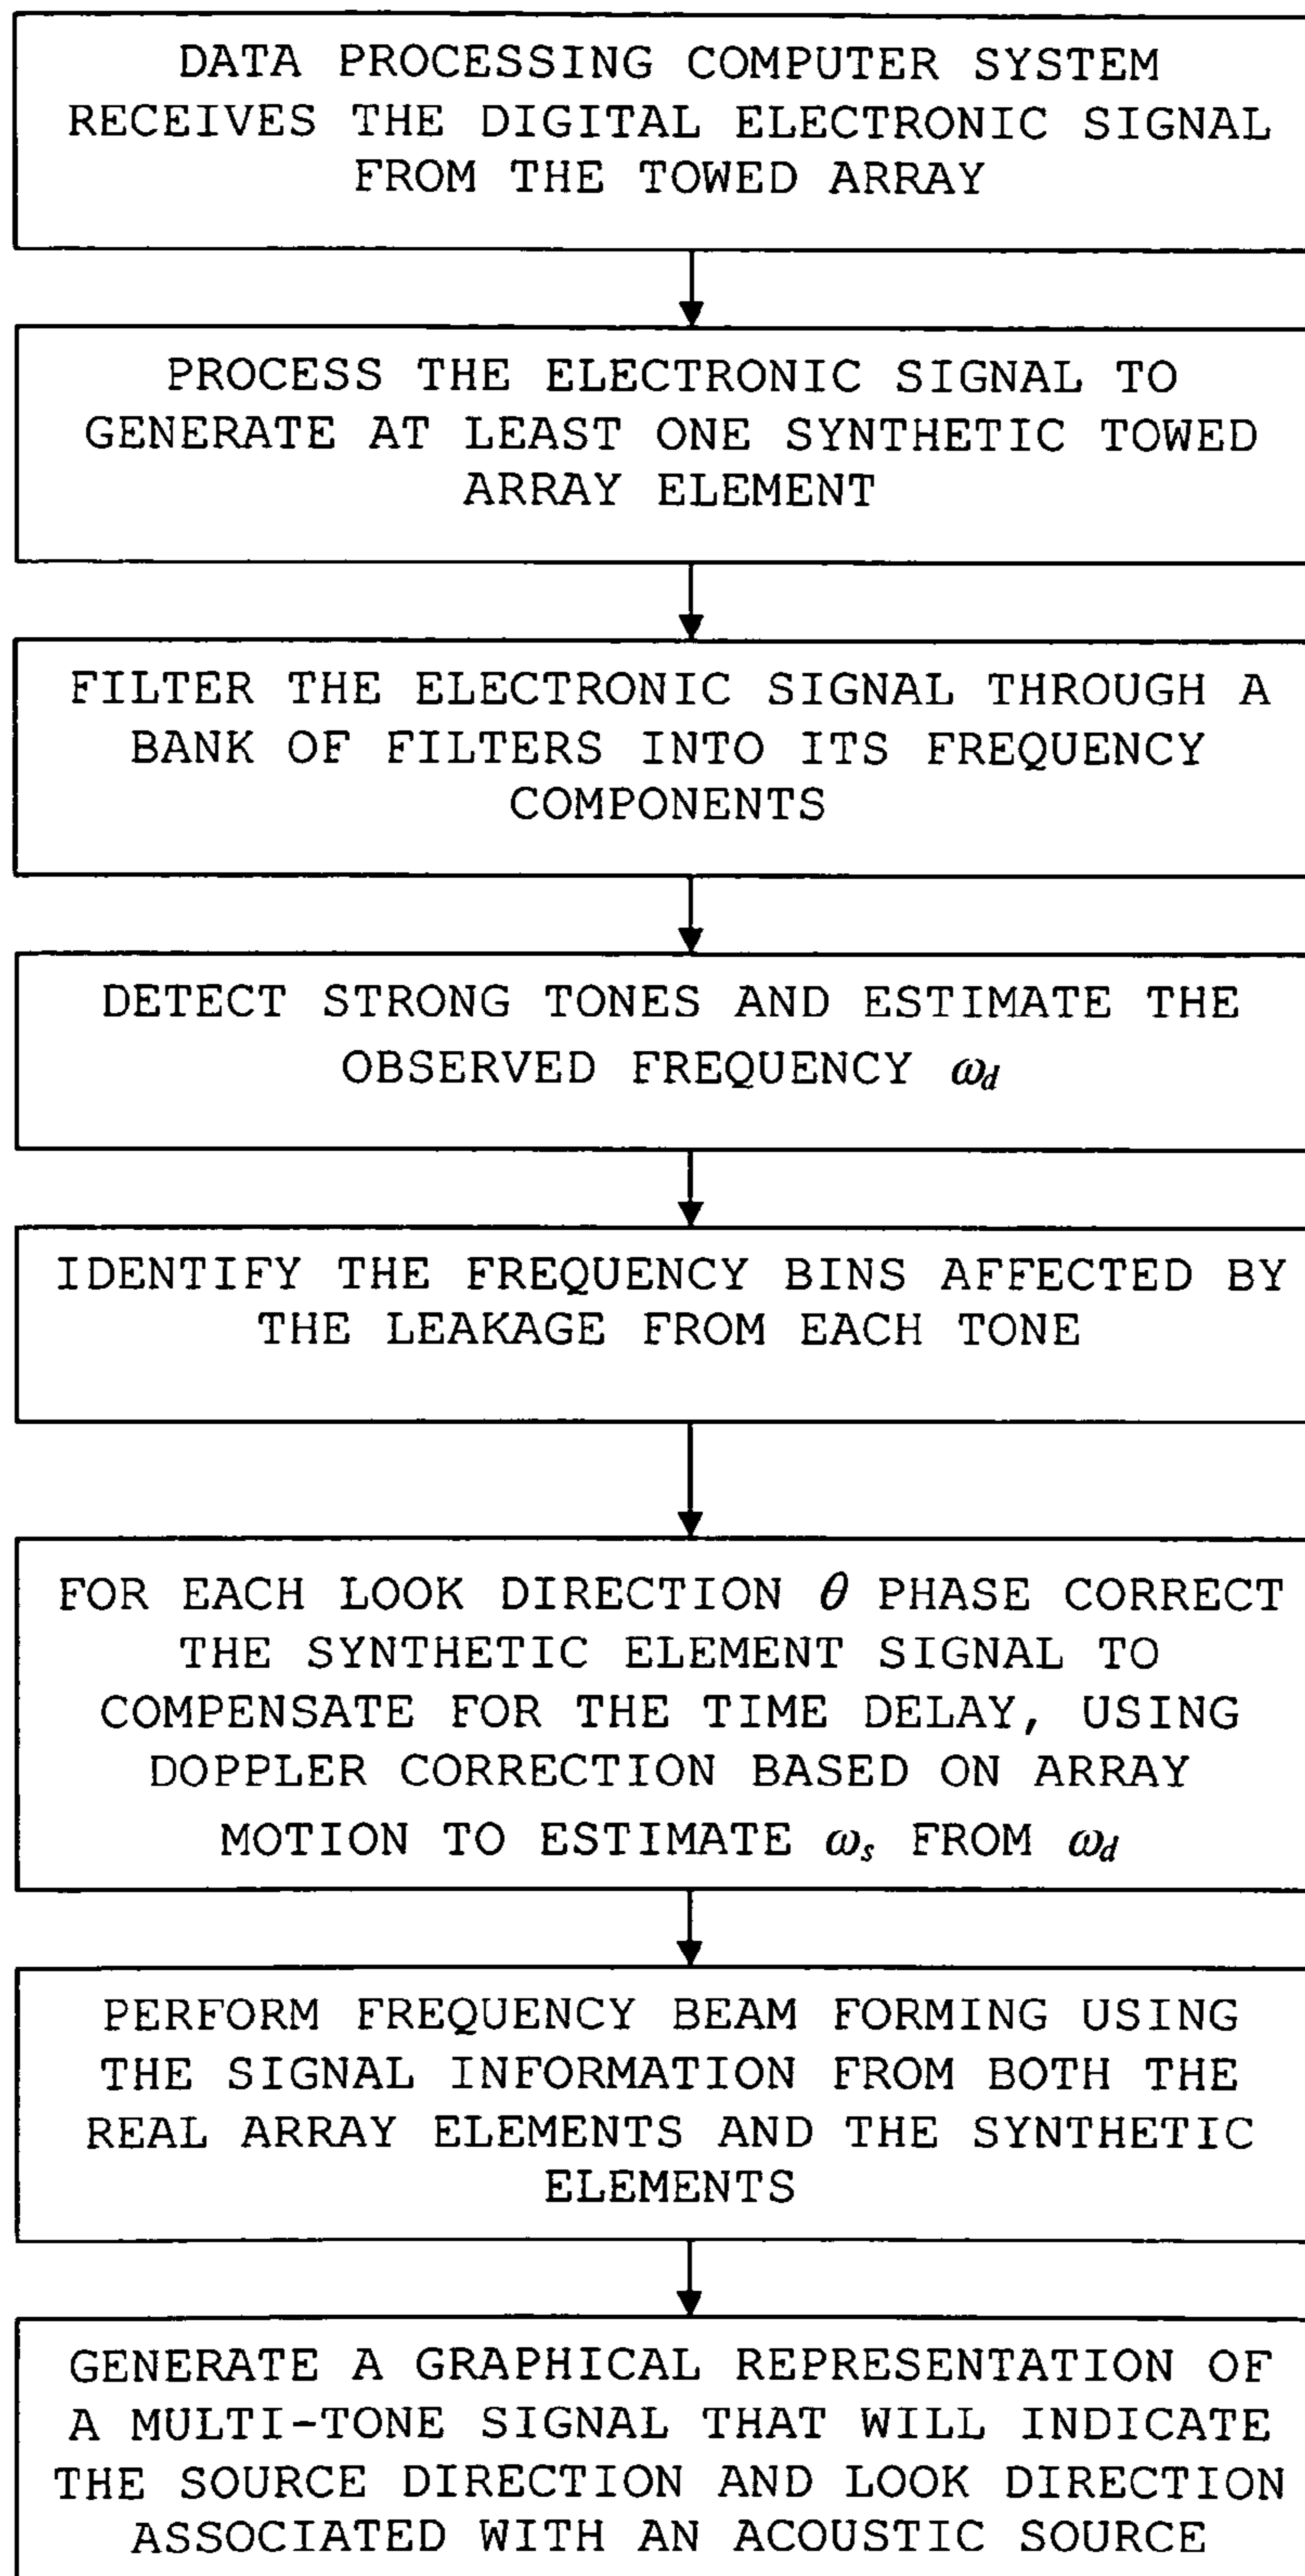 DATA PROCESSING COMPUTER SYSTEM
RECEIVES THE DIGITAL ELECTRONIC SIGNAL
FROM THE TOWED ARRAY
PROCESS THE ELECTRONIC SIGNAL TO
GENERATE AT LEAST ONE SYNTHETIC TOWED
ARRAY ELEMENT
FILTER THE ELECTRONIC SIGNAL THROUGH A
BANK OF FILTERS INTO ITS FREQUENCY
COMPONENTS
DETECT STRONG TONES AND ESTIMATE THE
OBSERVED FREQUENCY ω_d
IDENTIFY THE FREQUENCY BINS AFFECTED BY
THE LEAKAGE FROM EACH TONE
FOR EACH LOOK DIRECTION θ PHASE CORRECT
THE SYNTHETIC ELEMENT SIGNAL TO
COMPENSATE FOR THE TIME DELAY, USING
DOPPLER CORRECTION BASED ON ARRAY
MOTION TO ESTIMATE ω_s FROM ω_d
PERFORM FREQUENCY BEAM FORMING USING
THE SIGNAL INFORMATION FROM BOTH THE
REAL ARRAY ELEMENTS AND THE SYNTHETIC
ELEMENTS
GENERATE A GRAPHICAL REPRESENTATION OF
A MULTI-TONE SIGNAL THAT WILL INDICATE
THE SOURCE DIRECTION AND LOOK DIRECTION
ASSOCIATED WITH AN ACOUSTIC SOURCE